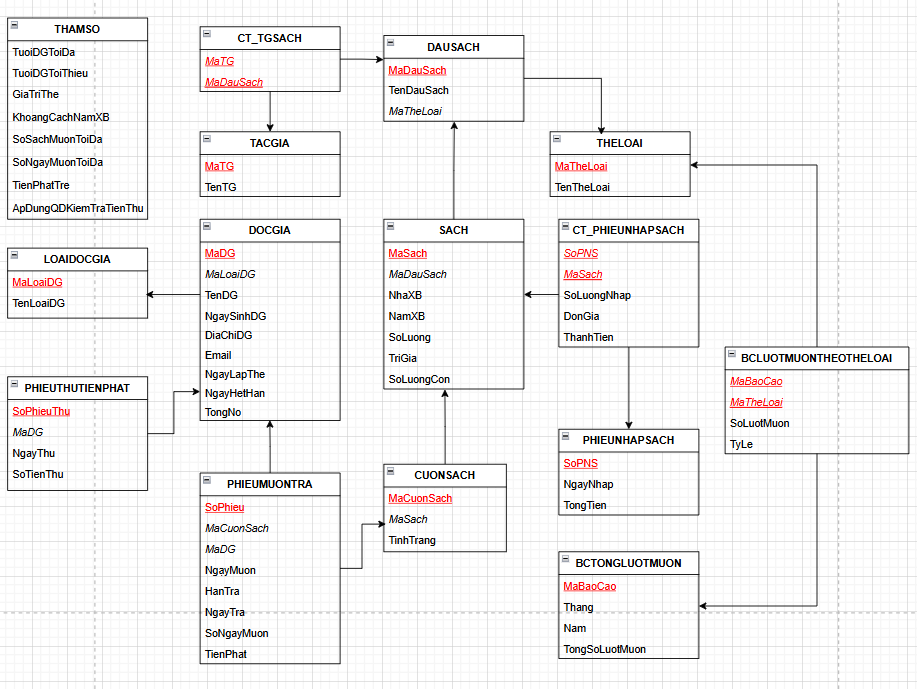 THAMSO
TuoiDGToiDa
TuoiDGToiThieu
GiaTriThe
KhoangCachNamXB
SoSachMuonToiDa
SoNgayMuonToiDa
TienPhatTre
ApDungQDKiemTraTienThu
CT_TGSACH
MaTG
MaDauSach
DAUSACH
MaDauSach
TenDauSach
MaTheLoai
TACGIA
MaTG
TenTG
THELOAI
MaTheLoai
TenTheLoai
LOAIDOCGIA
MaLoaiDG
TenLoaiDG
DOCGIA
MaDG
MaLoaiDG
TenDG
NgaySinhDG
DiaChiDG
Email
NgayLapThe
NgayHetHan
TongNo
SACH
MaSach
MaDauSach
NhaXB
NamXB
SoLuong
TriGia
SoLuongCon
CT_PHIEUNHAPSACH
SoPNS
MaSach
SoLuongNhap
DonGia
ThanhTien
BCLUOTMUONTHEOTHELOAI
MaBaoCao
MaTheLoai
SoLuotMuon
TyLe
PHIEUTHUTIENPHAT
SoPhieuThu
MaDG
NgayThu
SoTienThu
PHIEUMUONTRA
SoPhieu
MaCuonSach
MaDG
NgayMuon
HanTra
NgayTra
SoNgayMuon
TienPhat
CUONSACH
MaCuonSach
MaSach
TinhTrang
PHIEUNHAPSACH
SoPNS
NgayNhap
TongTien
BCTONGLUOTMUON
MaBaoCao
Thang
Nam
TongSoLuotMuon